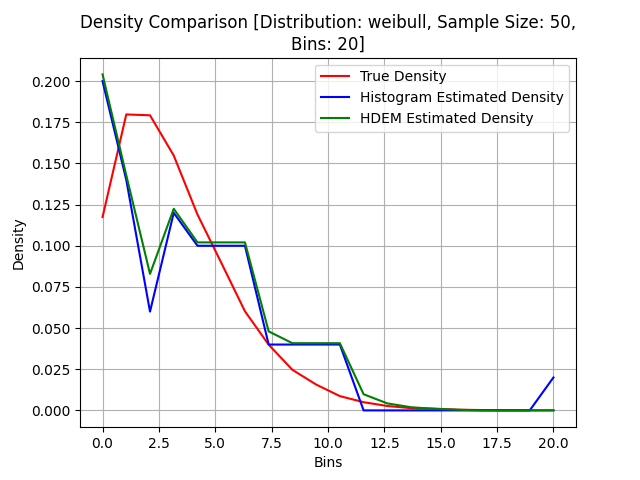 Density Comparison [Distribution: weibull, Sample Size: 50,
Bins: 20]
True Density
Histogram Estimated Density
HDEM Estimated Density
Density
0.200
0.175
0.150
0.125
0.100
0.075
0.050
0.025
0.000
0.0 2.5 5.0 7.5 10.0 12.5 15.0 17.5 20.0
Bins